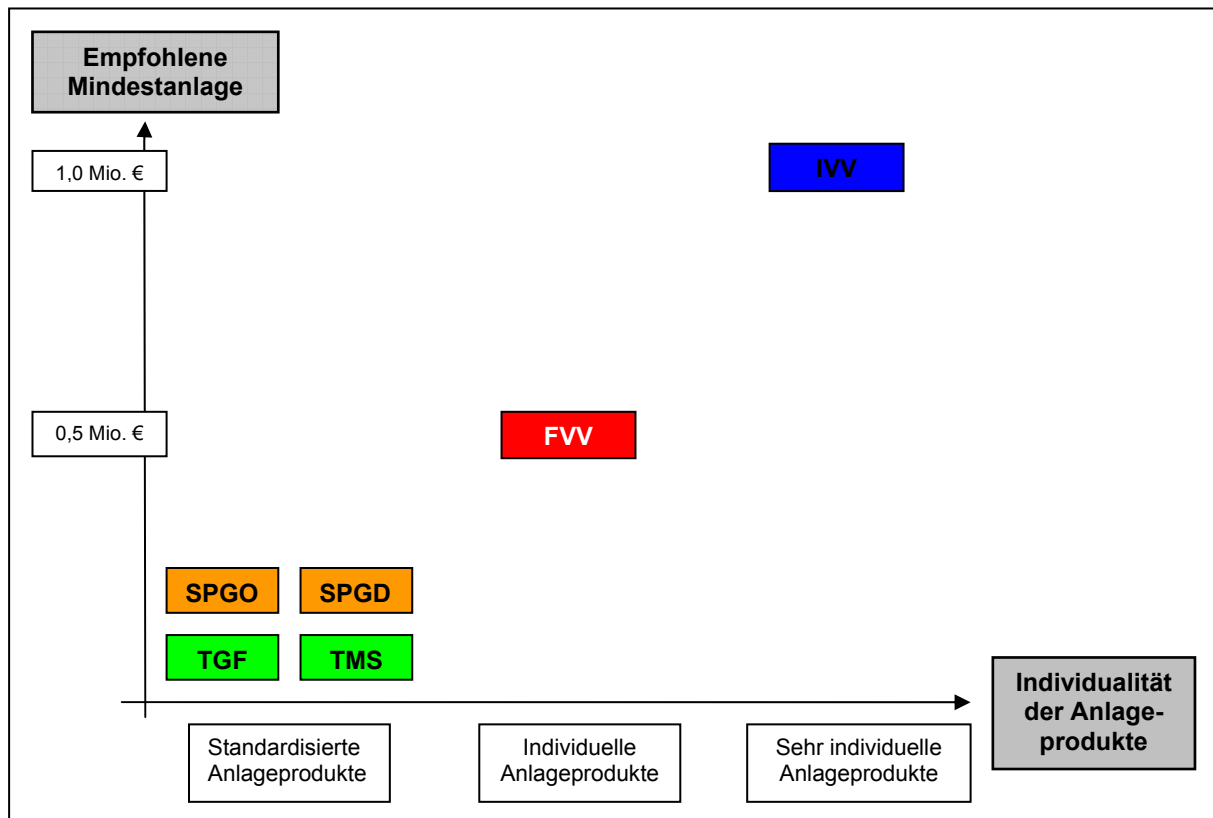 Empfohlene
Mindestanlage
1,0 Mio. €
IVV
0,5 Mio. €
FVV
SPGO
SPGD
TGF
TMS
Individualität
der Anlage-
produkte
Standardisierte
Anlageprodukte
Individuelle
Anlageprodukte
Sehr individuelle
Anlageprodukte